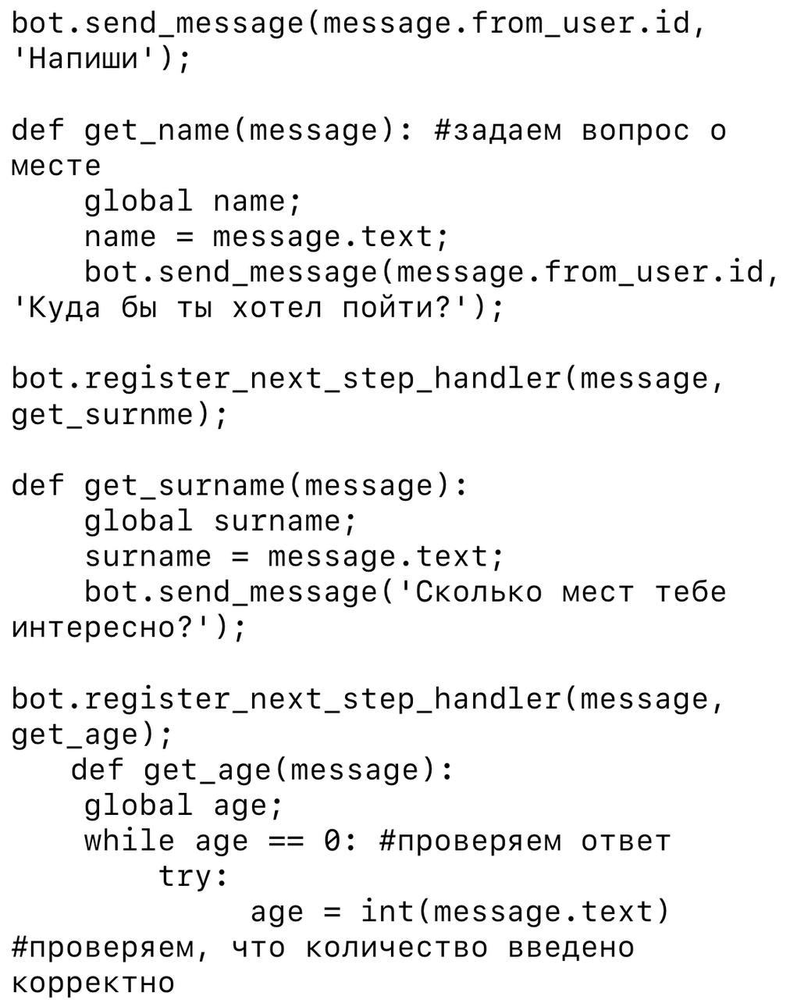 bot.send_message(message.from_user.id,
'Напиши');
def get_name(message): #задаем вопрос о
месте
global name;
name = message.text;
bot.send_message(message.from_user.id,
'Куда бы ты хотел пойти?');
bot.register_next_step_handler(message,
get_surnme);
def get_surname(message):
global surname;
surname = message.text;
bot.send_message('Сколько мест тебе
интересно?');
bot.register_next_step_handler(message,
get_age);
def get_age(message):
global age;
while age == 0: #проверяем ответ
try:
age = int(message.text)
#проверяем, что количество введено
корректно